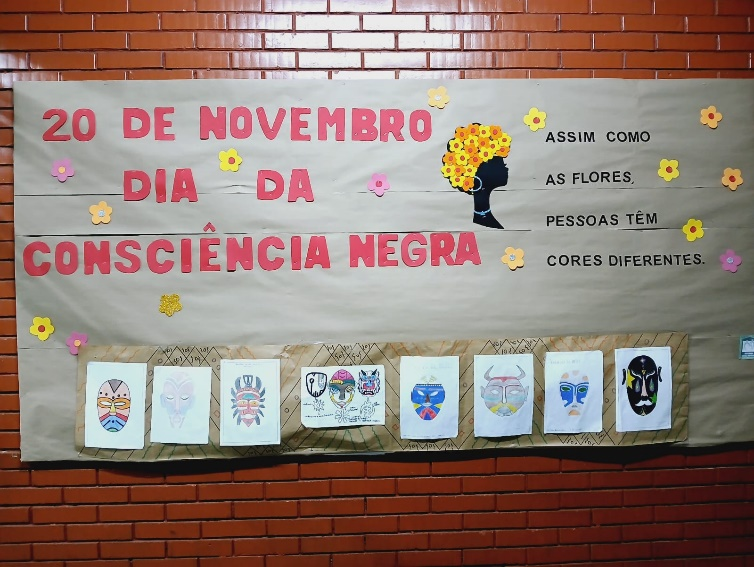 20 DE NOVEMBRO
DIA DA
CONSCIÊNCIA NEGRA
ASSIM COMO
AS FLORES,
PESSOAS TÊM
CORES DIFERENTES.